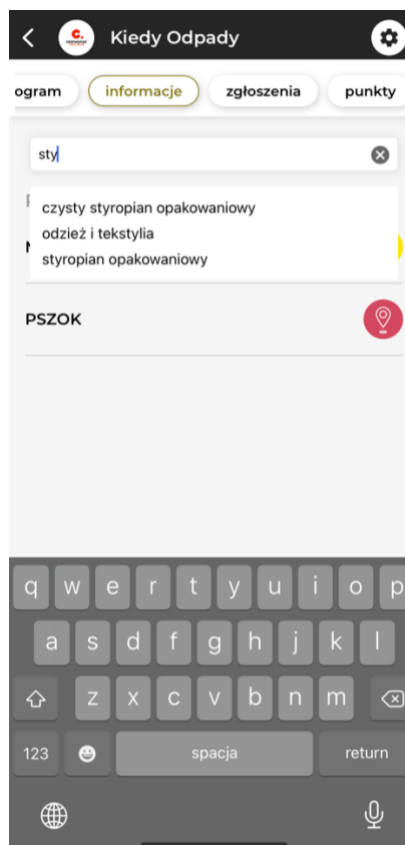 Kiedy Odpady
ogram informacje zgłoszenia punkty
sty
czysty styropian opakowaniowy
odzież i tekstylia
styropian opakowaniowy
PSZOK
q w e r t y u i o p
a s d f g h j k l
z x c v b n m
123 spacja return